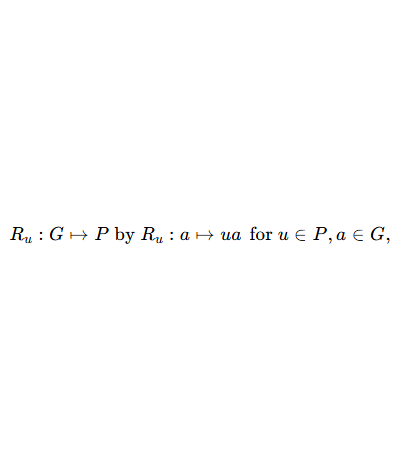 R_u : G ↦ P by R_u : a ↦ ua for u ∈ P, a ∈ G,